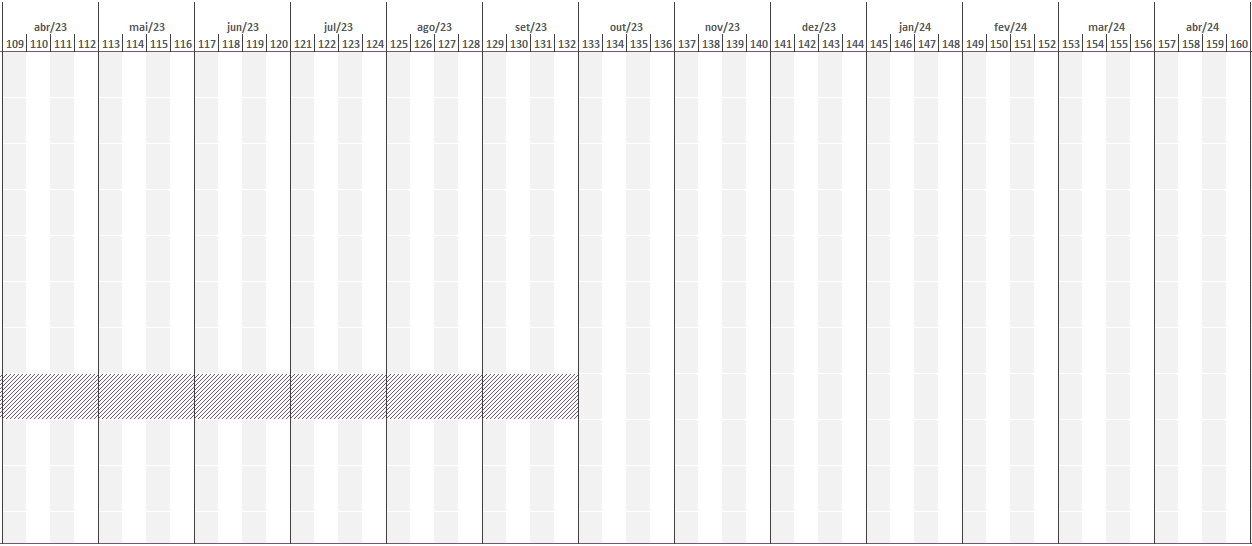 abr/23 mai/23 jun/23 jul/23 ago/23 set/23 out/23 nov/23 dez/23 jan/24 fev/24 mar/24 abr/24
109 110 111 112 113 114 115 116 117 118 119 120 121 122 123 124 125 126 127 128 129 130 131 132 133 134 135 136 137 138 139 140 141 142 143 144 145 146 147 148 149 150 151 152 153 154 155 156 157 158 159 160